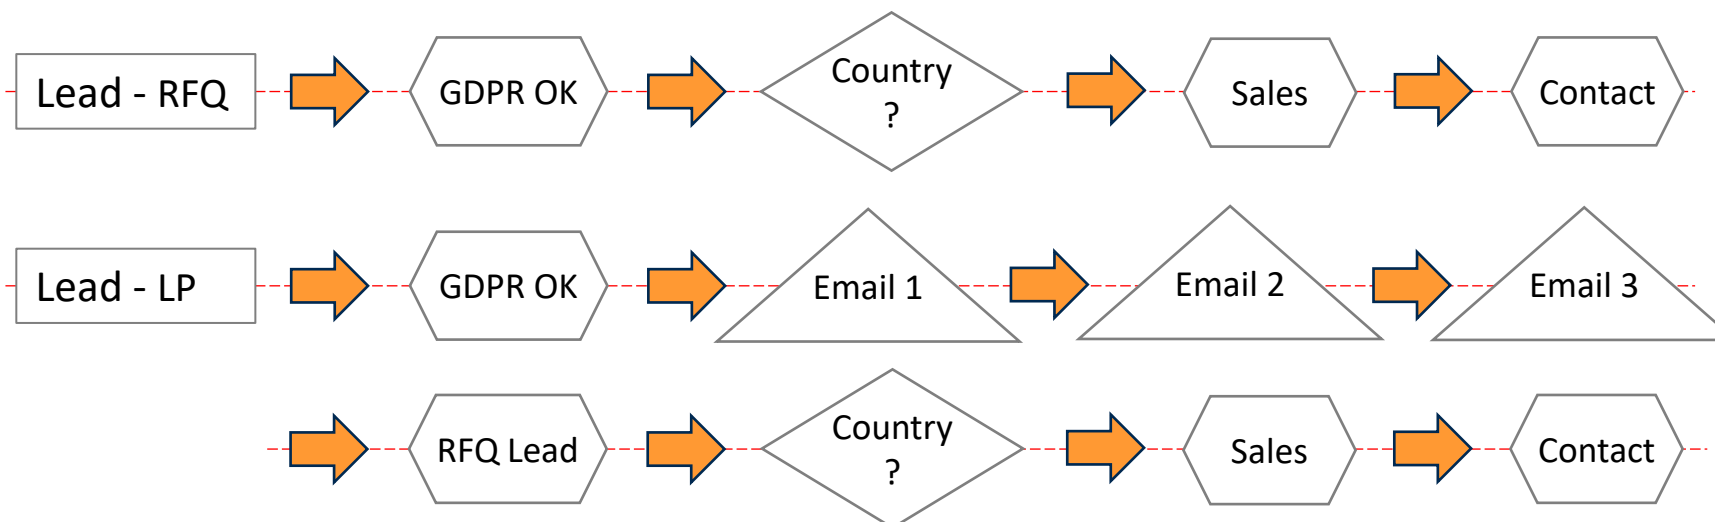 Lead - RFQ
GDPR OK
Country
?
Sales
Contact
Lead - LP
GDPR OK
Email 1
Email 2
Email 3
RFQ Lead
Country
?
Sales
Contact